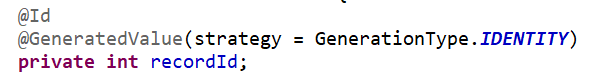 @Id
@GeneratedValue(strategy = GenerationType.IDENTITY)
private int recordId;